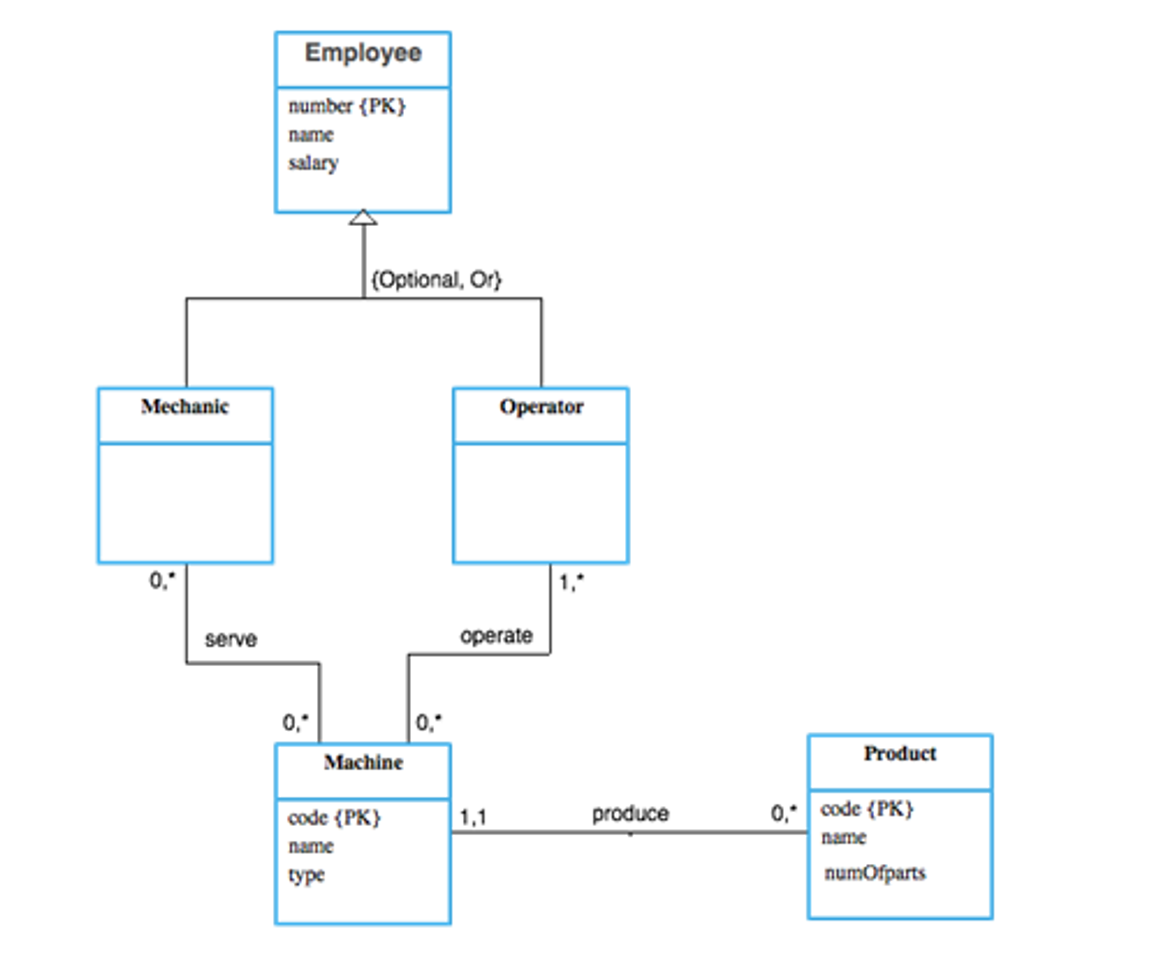 Employee
number {PK}
name
salary
{Optional, Or}
Mechanic
Operator
0,*
1,*
serve
operate
0,*
0,*
Machine
code {PK}
name
type
1,1
produce
0,*
Product
code {PK}
name
numOfparts